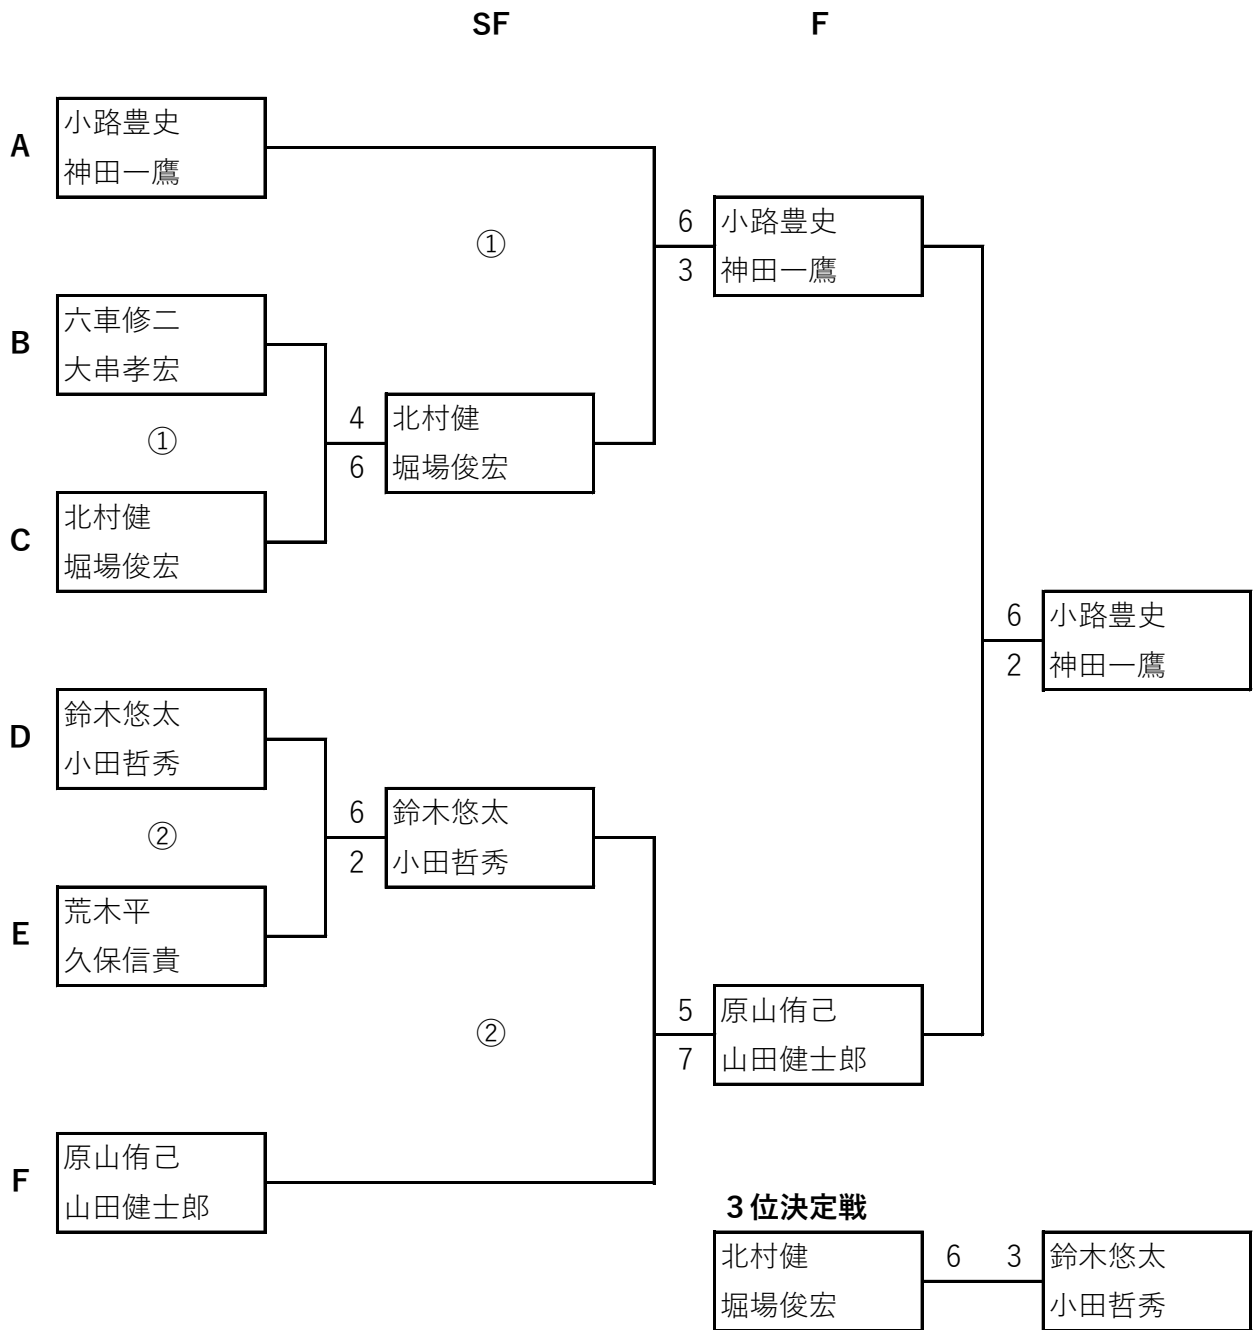 SF
F
A
小路豊史
神田一鷹
①
6
3
小路豊史
神田一鷹
B
六車修二
大串孝宏
①
4
6
北村健
堀場俊宏
C
北村健
堀場俊宏
6
2
小路豊史
神田一鷹
D
鈴木悠太
小田哲秀
②
6
2
鈴木悠太
小田哲秀
E
荒木平
久保信貴
②
5
7
原山侑己
山田健士郎
F
原山侑己
山田健士郎
３位決定戦
北村健
堀場俊宏
6 3
鈴木悠太
小田哲秀